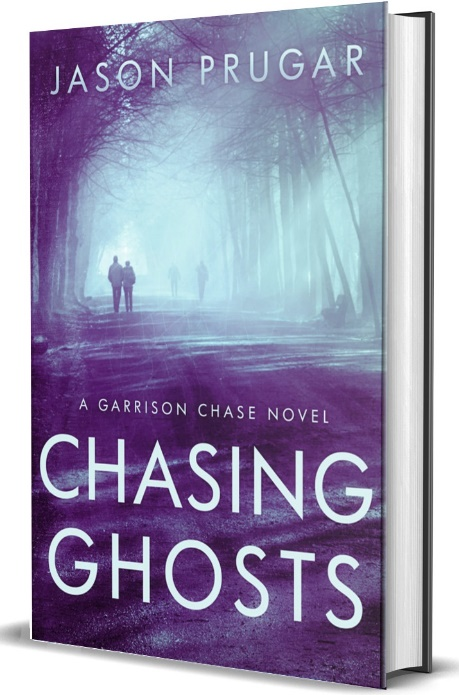 JASON PRUGAR
A GARRISON CHASE NOVEL
CHASING
GHOSTS